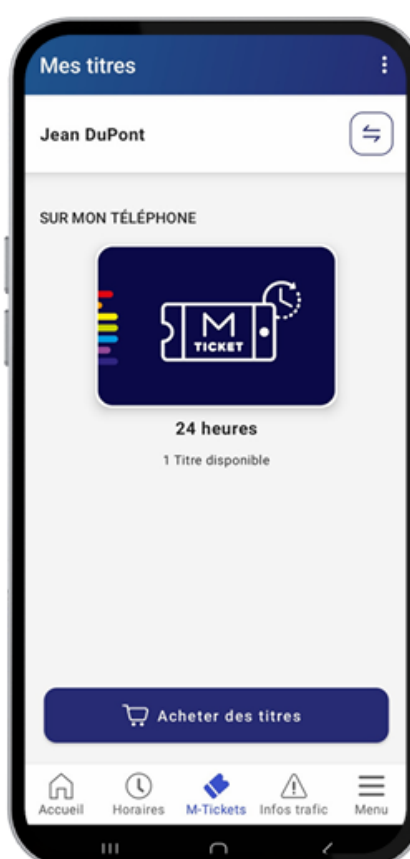 Mes titres
Jean DuPont
SUR MON TÉLÉPHONE
M
TICKET
24 heures
1 Titre disponible
Acheter des titres
Accueil Horaires M-Tickets Infos trafic Menu